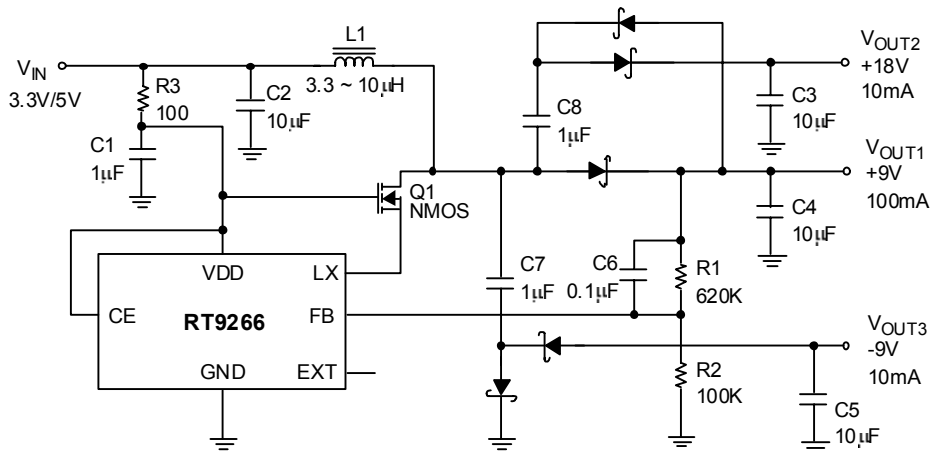 L1
3.3 ~ 10μH
VIN
3.3V/5V
R3
100
C2
10μF
C1
1μF
C8
1μF
VOUT2
+18V
10mA
C3
10μF
VOUT1
+9V
100mA
C4
10μF
Q1
NMOS
VDD
LX
CE
RT9266
FB
GND
EXT
C7
1μF
C6
0.1μF
R1
620K
R2
100K
VOUT3
-9V
10mA
C5
10μF